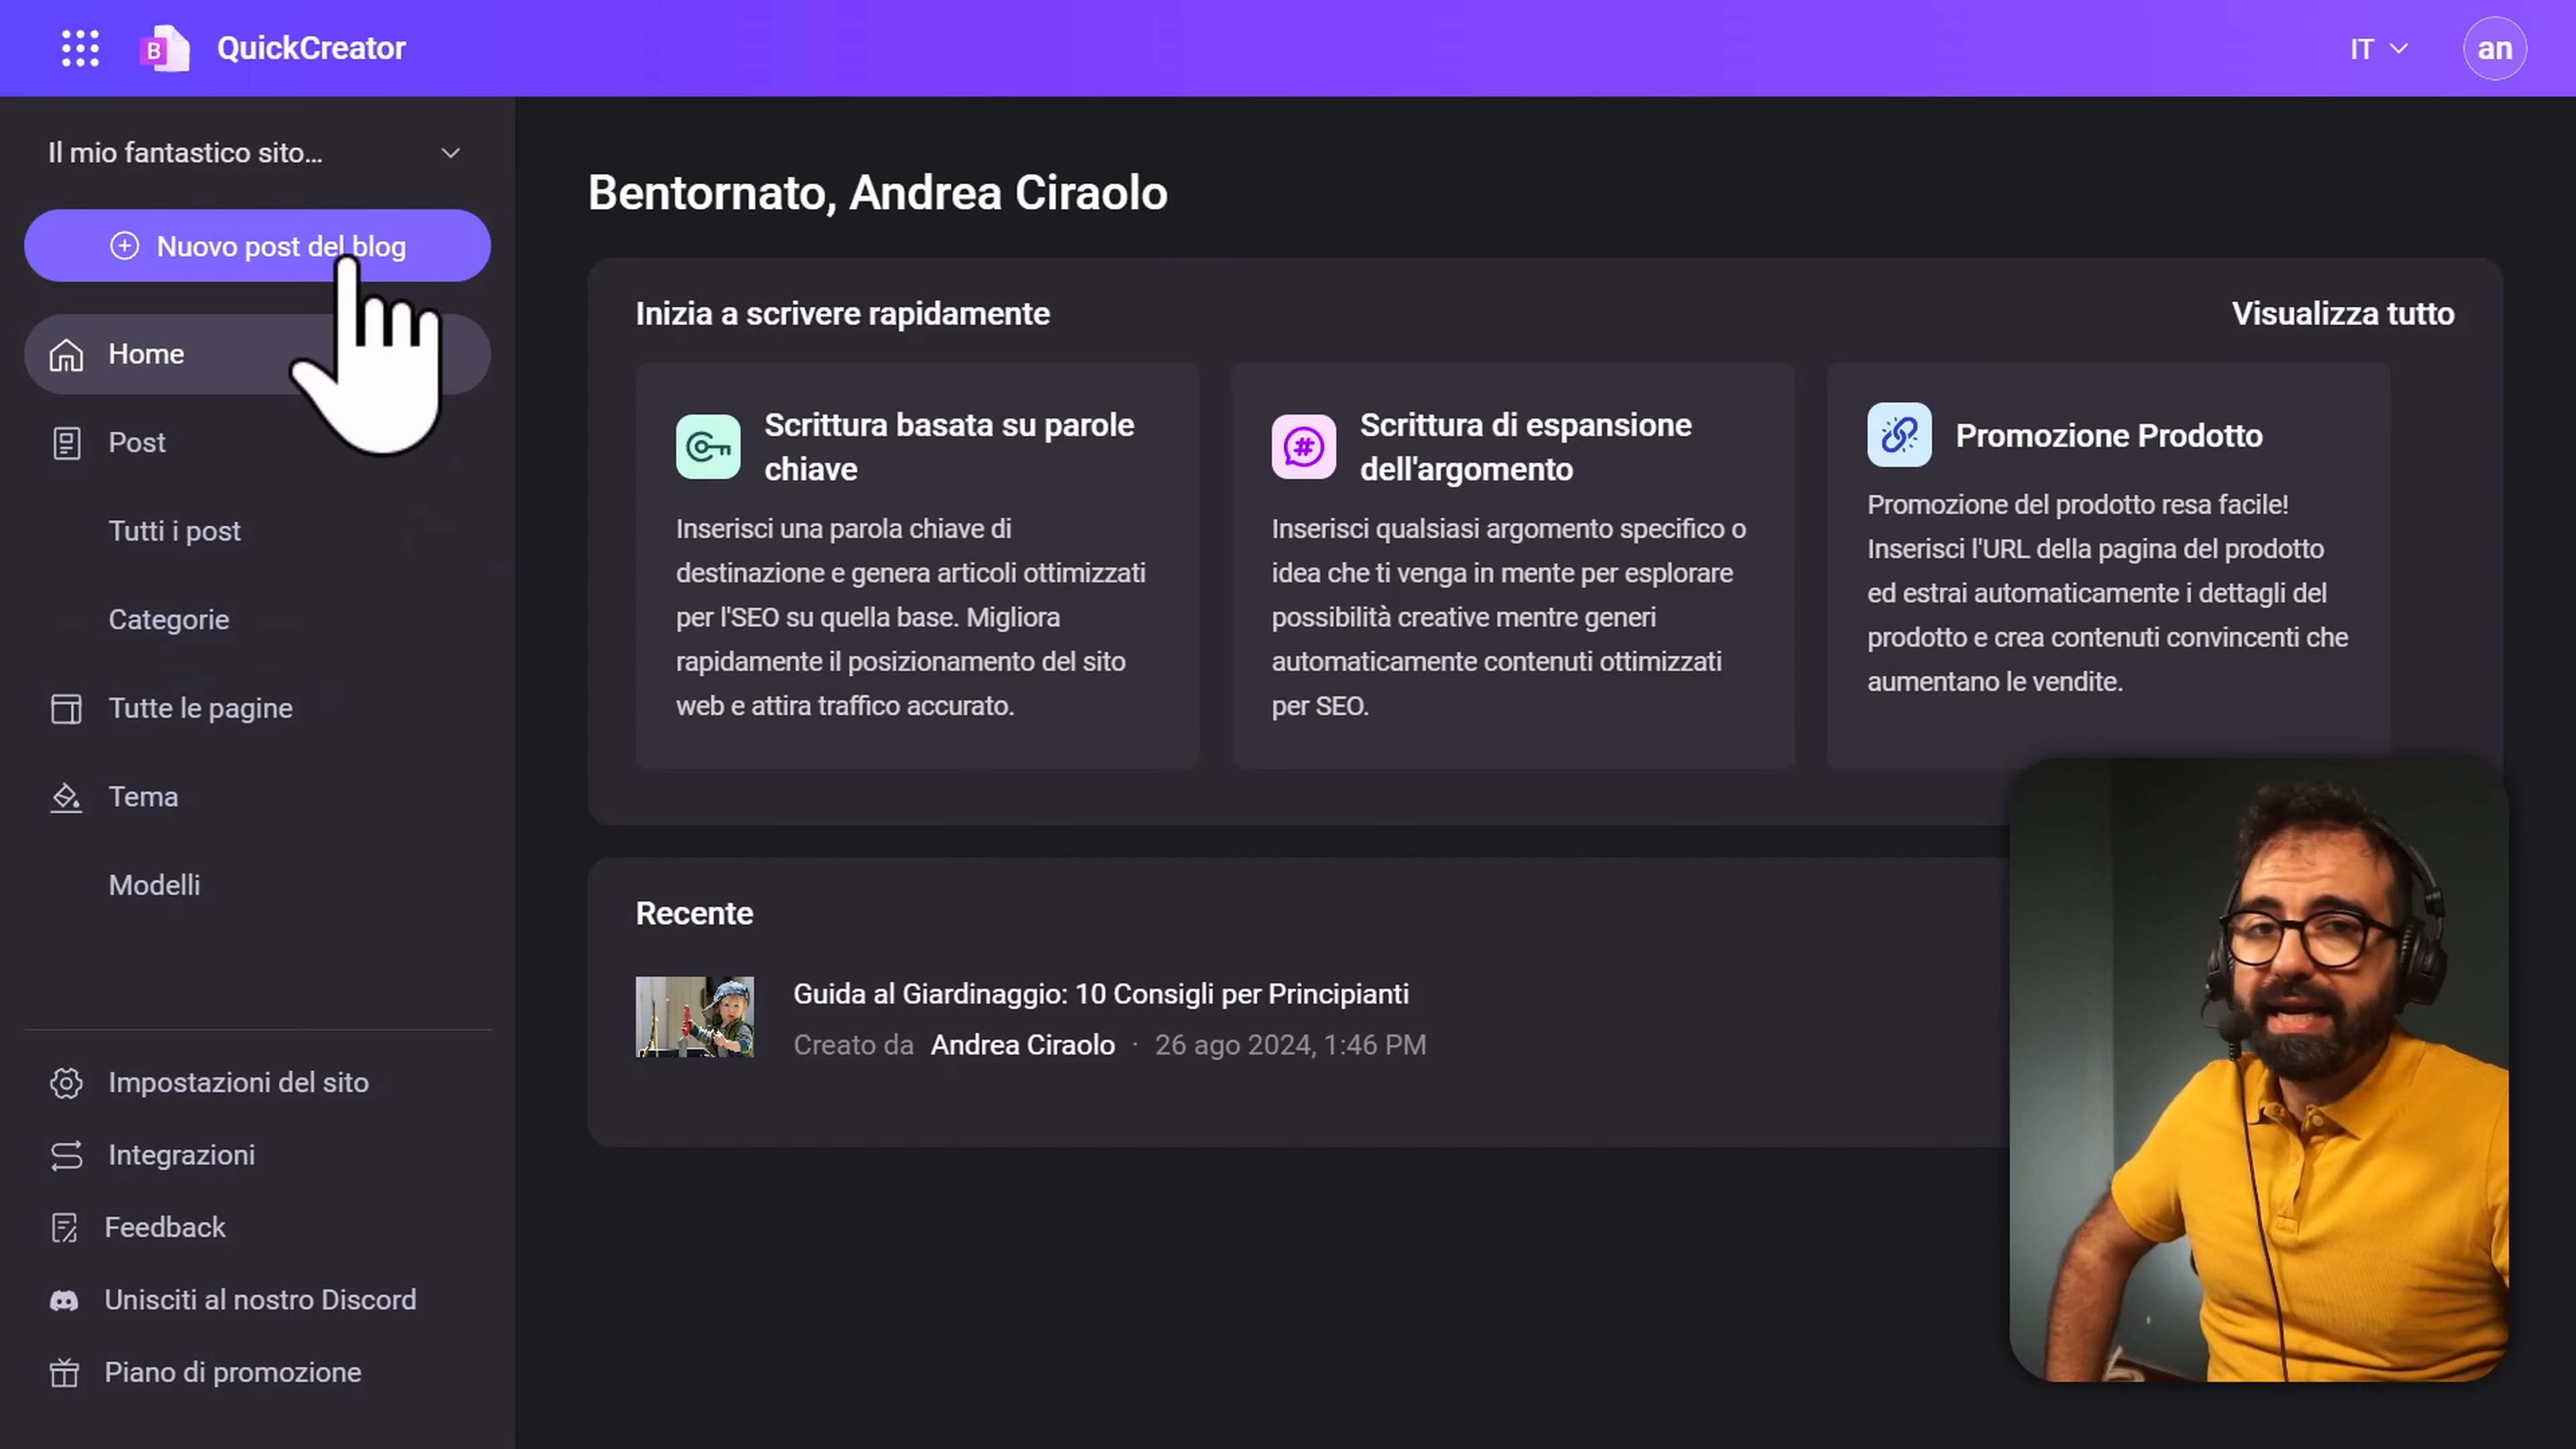 B
QuickCreator
IT
an
Il mio fantastico sito...
Nuovo post del blog
Home
Post
Tutti i post
Categorie
Tutte le pagine
Tema
Modelli
Impostazioni del sito
Integrazioni
Feedback
Unisciti al nostro Discord
Piano di promozione
Bentornato, Andrea Ciraolo
Inizia a scrivere rapidamente
Visualizza tutto
Scrittura basata su parole
chiave
Inserisci una parola chiave di
destinazione e genera articoli ottimizzati
per l'SEO su quella base. Migliora
rapidamente il posizionamento del sito
web e attira traffico accurato.
#
Scrittura di espansione
dell'argomento
Inserisci qualsiasi argomento specifico o
idea che ti venga in mente per esplorare
possibilità creative mentre generi
automaticamente contenuti ottimizzati
per SEO.
Promozione Prodotto
Promozione del prodotto resa facile!
Inserisci l'URL della pagina del prodotto
ed estrai automaticamente i dettagli del
prodotto e crea contenuti convincenti che
aumentano le vendite.
Recente
Guida al Giardinaggio: 10 Consigli per Principianti
Creato da Andrea Ciraolo · 26 ago 2024, 1:46 PM